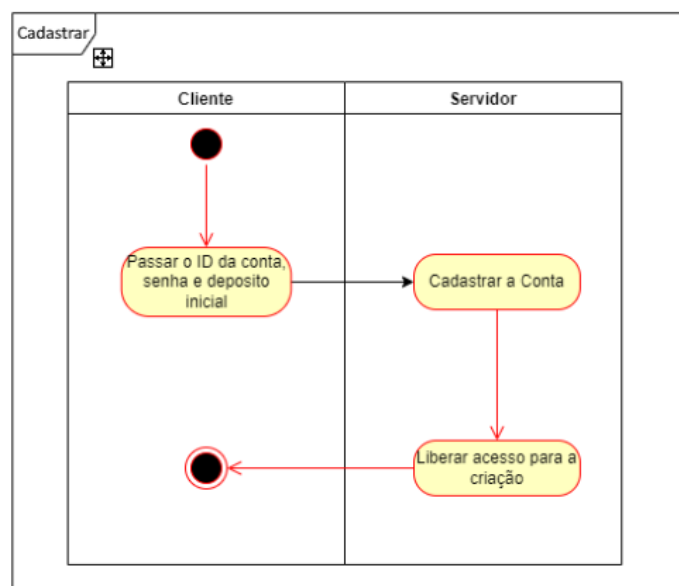 Cadastrar
Cliente
Servidor
Passar o ID da conta,
senha e deposito
inicial
Cadastrar a Conta
Liberar acesso para a
criação